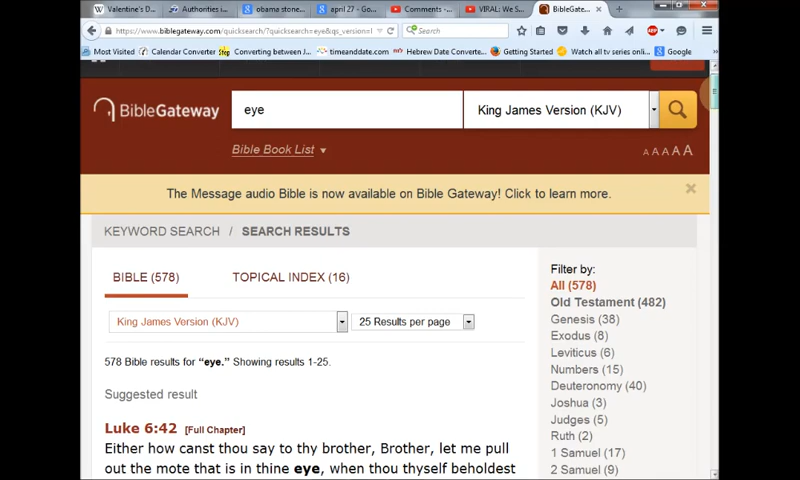 Valentine's D...
Authorities i...
obama stone...
april 27 - Go...
Comments -...
VIRAL: We S...
BibleGate...
https://www.biblegateway.com/quicksearch/?quicksearch=eye&qs_version=
Search
ABP
Most Visited
Calendar Converter
Converting between J...
timeanddate.com
Hebrew Date Converte...
Getting Started
Watch all tv series onli...
Google
BibleGateway
eye
King James Version (KJV)
Bible Book List
A A A A A
The Message audio Bible is now available on Bible Gateway! Click to learn more.
KEYWORD SEARCH / SEARCH RESULTS
BIBLE (578)
TOPICAL INDEX (16)
King James Version (KJV)
25 Results per page
578 Bible results for “eye.” Showing results 1-25.
Suggested result
Luke 6:42 [Full Chapter]
Either how canst thou say to thy brother, Brother, let me pull
out the mote that is in thine eye, when thou thyself beholdest
Filter by:
All (578)
Old Testament (482)
Genesis (38)
Exodus (8)
Leviticus (6)
Numbers (15)
Deuteronomy (40)
Joshua (3)
Judges (5)
Ruth (2)
1 Samuel (17)
2 Samuel (9)